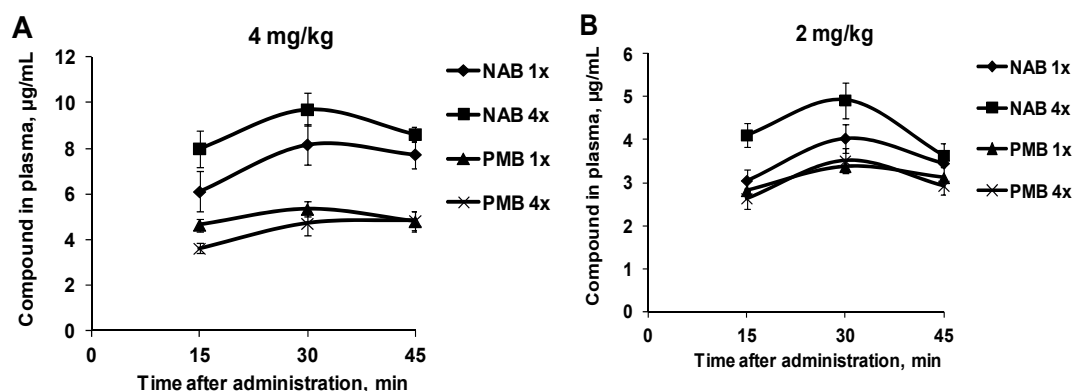 A
4 mg/kg
Compound in plasma, µg/mL
12
10
8
6
4
2
0
0
15
30
45
Time after administration, min
NAB 1x
NAB 4x
PMB 1x
PMB 4x
B
2 mg/kg
Compound in plasma, µg/mL
6
5
4
3
2
1
0
0
15
30
45
Time after administration, min
NAB 1x
NAB 4x
PMB 1x
PMB 4x